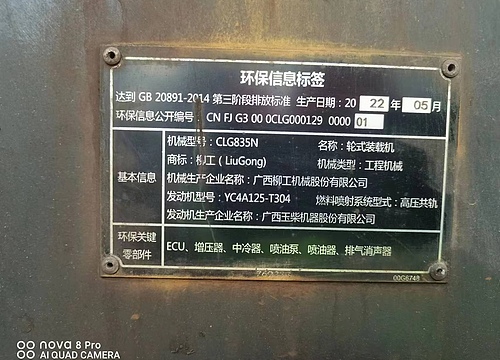 环保信息标签
达到 GB 20891-2014 第三阶段排放标准 生产日期: 20 22 年 05 月
环保信息公开编号 CN FJ G3 00 0CLG000129 0000 01
机械型号: CLG835N 名称: 轮式装载机
商标: 柳工 ( LiuGong) 机械类型: 工程机械
基本信息 机械生产企业名称: 广西柳工机械股份有限公司
发动机型号: YC4A125-T304 燃料喷射系统型式: 高压共轨
发动机生产企业名称: 广西玉柴机器股份有限公司
环保关键零部件 ECU、增压器、中冷器、喷油泵、喷油器、排气消声器
00G6748
nova 8 Pro
AI QUAD CAMERA